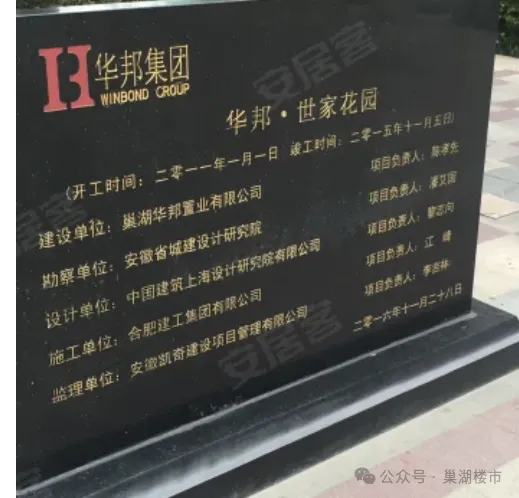 华邦集团
WINBOND GROUP
华邦·世家花园
(开工时间：二零一一年一月一日 竣工时间：二零一五年十一月五日)
建设单位：巢湖华邦置业有限公司 项目负责人：陈孝先
勘察单位：安徽省城建设计研究院 项目负责人：潘艾国
设计单位：中国建筑上海设计研究院有限公司 项目负责人：黎志向
施工单位：合肥建工集团有限公司 项目负责人：江峰
监理单位：安徽凯奇建设项目管理有限公司 项目负责人：李吉林
二零一六年十一月二十八日
安居客
安居客
公众号·巢湖楼市